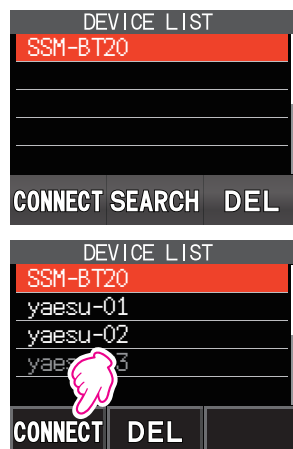 DEVICE LIST
SSM-BT20
CONNECT SEARCH DEL
DEVICE LIST
SSM-BT20
yaesu-01
yaesu-02
CONNECT DEL